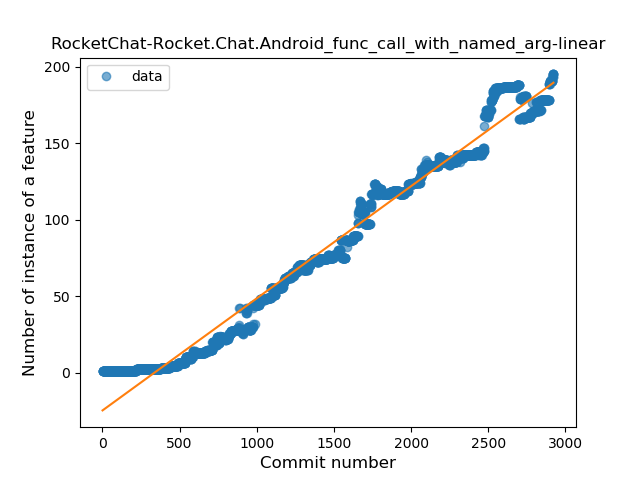 RocketChat-Rocket.Chat.Android_func_call_with_named_arg-linear
data
200
150
100
50
0
Number of instance of a feature
0 500 1000 1500 2000 2500 3000
Commit number